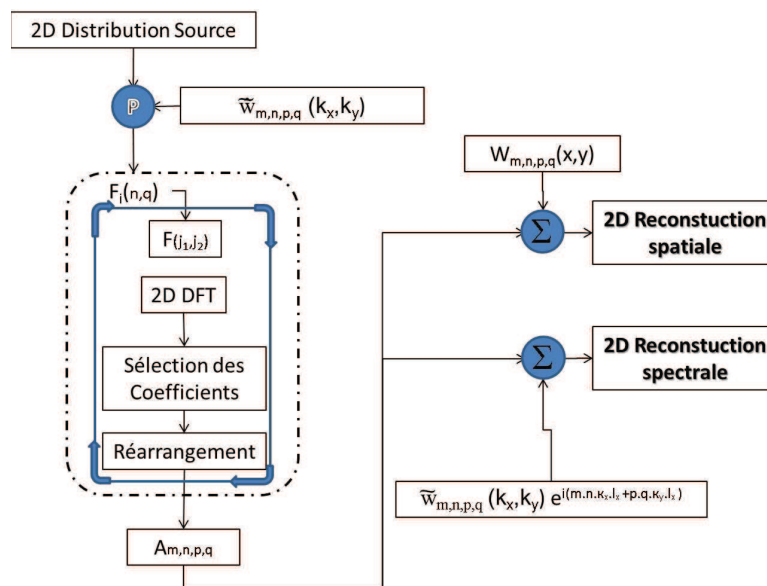 2D Distribution Source
P
w̃m,n,p,q (kx,ky)
Fi(n,q)
F(j1,j2)
2D DFT
Sélection des
Coefficients
Réarrangement
Am,n,p,q
Wm,n,p,q(x,y)
Σ
2D Reconstuction
spatiale
Σ
2D Reconstuction
spectrale
w̃m,n,p,q (kx,ky) ei(m.n.κx.lx+p.q.κy.lx)